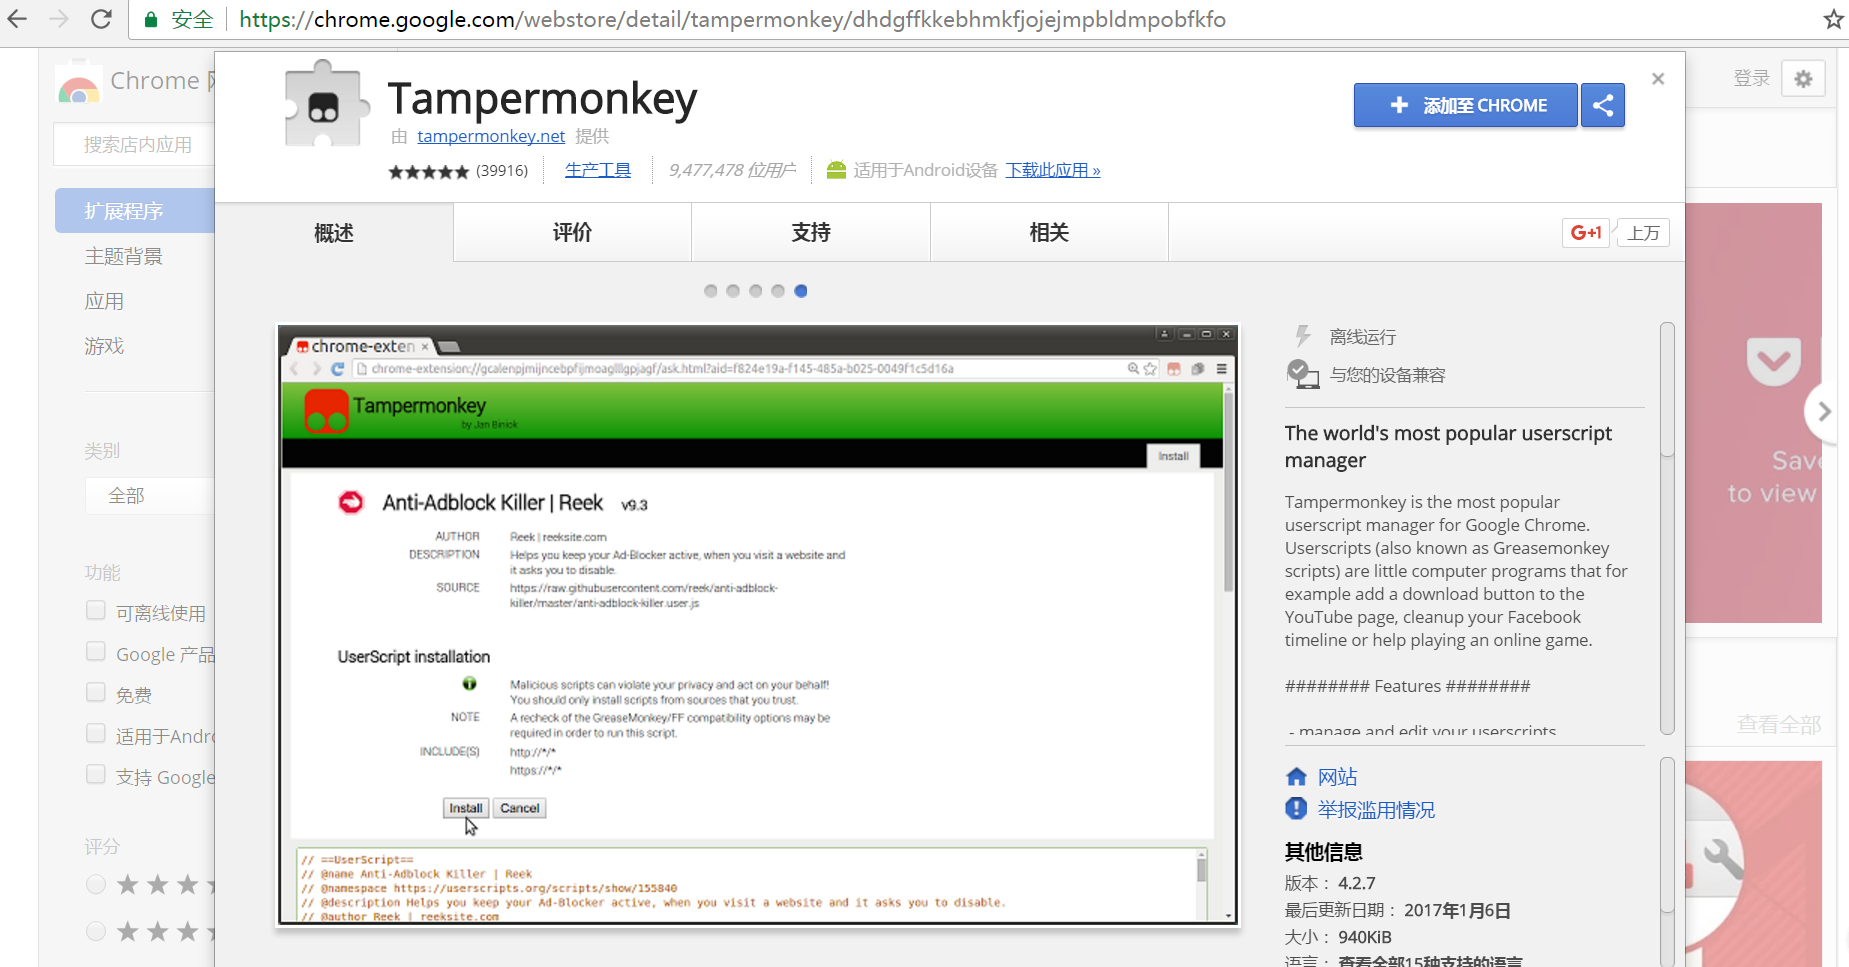 安全 https://chrome.google.com/webstore/detail/tampermonkey/dhdgffkkebhmkfjojejmpbldmpobfkfo
Chrome
登录
搜索店内应用
扩展程序
主题背景
应用
游戏
类别
全部
功能
可离线使用
Google 产品
免费
适用于Andro
支持 Google
评分
Tampermonkey
由 tampermonkey.net 提供
(39916) 生产工具 9,477,478 位用户 适用于Android设备 下载此应用 »
添加至 CHROME
概述 评价 支持 相关
G+1 上万
chrome-exten
chrome-extension://gcalenpjmijncebpfijmoaglllgpjagf/ask.html?aid=f824e19a-f145-485a-b025-0049f1c5d16a
Tampermonkey
by Jan Biniok
Install
Anti-Adblock Killer | Reek v9.3
AUTHOR Reek | reeksite.com
DESCRIPTION Helps you keep your Ad-Blocker active, when you visit a website and
it asks you to disable.
SOURCE https://raw.githubusercontent.com/reek/anti-adblock-
killer/master/anti-adblock-killer.user.js
UserScript installation
Malicious scripts can violate your privacy and act on your behalf!
You should only install scripts from sources that you trust.
NOTE A recheck of the GreaseMonkey/FF compatibility options may be
required in order to run this script.
INCLUDE(S) http://*/*
https://*/*
Install Cancel
// ==UserScript==
// @name Anti-Adblock Killer | Reek
// @namespace https://userscripts.org/scripts/show/155840
// @description Helps you keep your Ad-Blocker active, when you visit a website and it asks you to disable.
// @author Reek | reeksite.com
离线运行
与您的设备兼容
The world's most popular userscript
manager
Tampermonkey is the most popular
userscript manager for Google Chrome.
Userscripts (also known as Greasemonkey
scripts) are little computer programs that for
example add a download button to the
YouTube page, cleanup your Facebook
timeline or help playing an online game.
######## Features ########
- manage and edit your userscripts
网站
举报滥用情况
其他信息
版本： 4.2.7
最后更新日期： 2017年1月6日
大小： 940KiB
语言： 查看全部15种支持的语言
Save
to view
查看全部